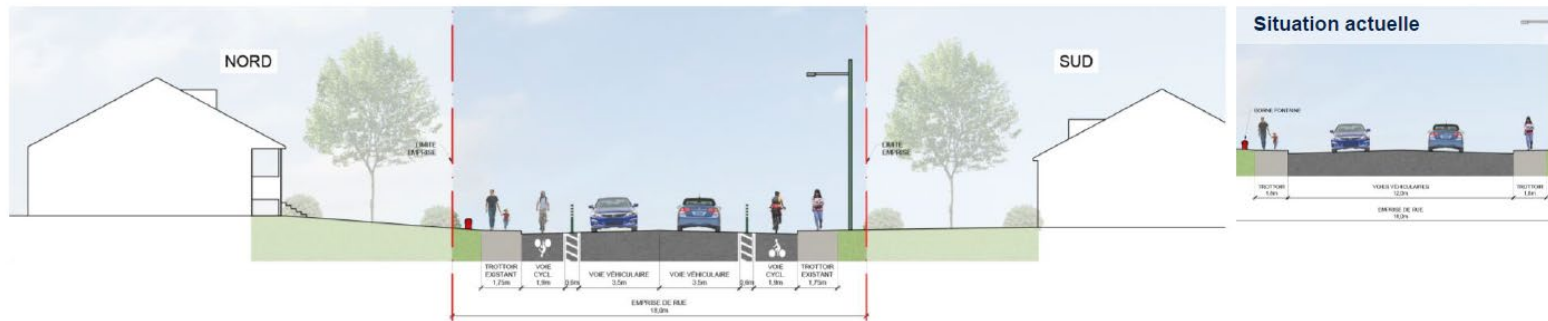 NORD
SUD
LIMITE
EMPRISE
LIMITE
EMPRISE
TROTTOIR
EXISTANT
1,75m
VOIE
CYCL.
1,9m
0,6m
VOIE VÉHICULAIRE
3,5m
VOIE VÉHICULAIRE
3,5m
0,6m
VOIE
CYCL.
1,9m
TROTTOIR
EXISTANT
1,75m
EMPRISE DE RUE
18,0m
Situation actuelle
BORNE FONTAINE
TROTTOIR
VOIES VÉHICULAIRES
12,0m
TROTTOIR
EMPRISE DE RUE